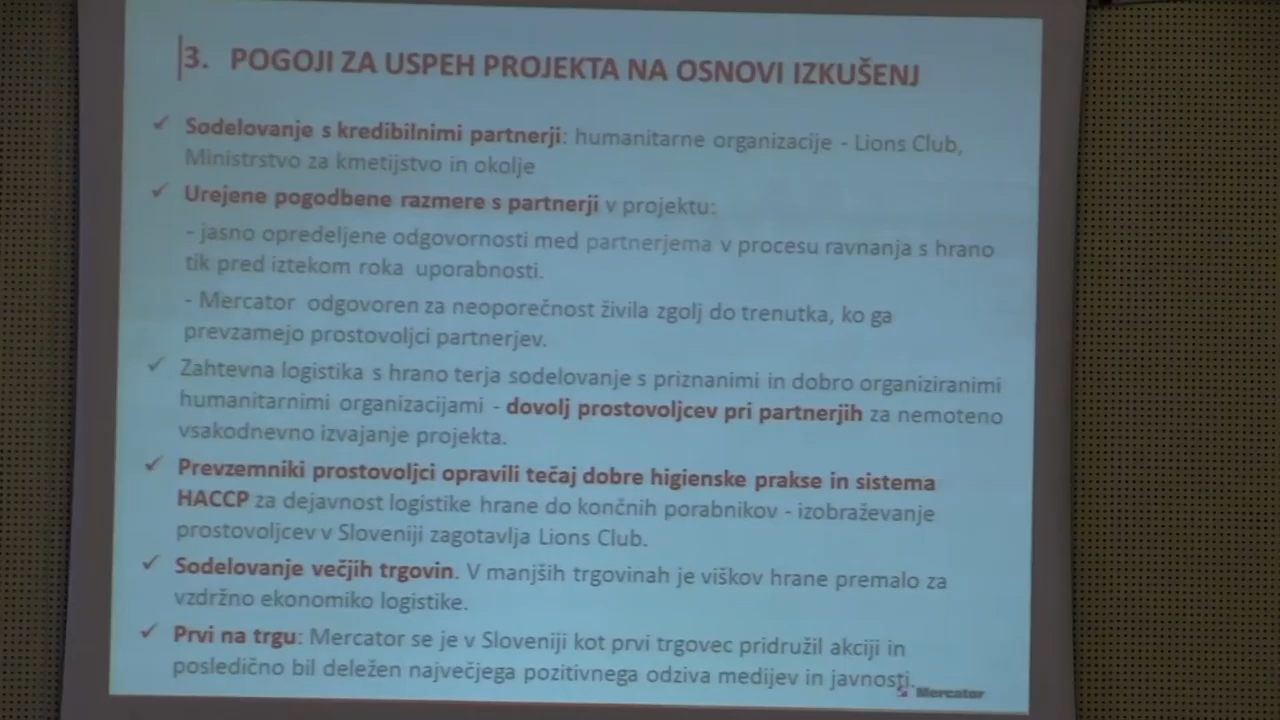 3. POGOJI ZA USPEH PROJEKTA NA OSNOVI IZKUŠENJ
✓ Sodelovanje s kredibilnimi partnerji: humanitarne organizacije - Lions Club,
Ministrstvo za kmetijstvo in okolje
✓ Urejene pogodbene razmere s partnerji v projektu:
- jasno opredeljene odgovornosti med partnerjema v procesu ravnanja s hrano
tik pred iztekom roka uporabnosti.
- Mercator odgovoren za neoporečnost živila zgolj do trenutka, ko ga
prevzamejo prostovoljci partnerjev.
✓ Zahtevna logistika s hrano terja sodelovanje s priznanimi in dobro organiziranimi
humanitarnimi organizacijami - dovolj prostovoljcev pri partnerjih za nemoteno
vsakodnevno izvajanje projekta.
✓ Prevzemniki prostovoljci opravili tečaj dobre higienske prakse in sistema
HACCP za dejavnost logistike hrane do končnih porabnikov - izobraževanje
prostovoljcev v Sloveniji zagotavlja Lions Club.
✓ Sodelovanje večjih trgovin. V manjših trgovinah je viškov hrane premalo za
vzdržno ekonomiko logistike.
✓ Prvi na trgu: Mercator se je v Sloveniji kot prvi trgovec pridružil akciji in
posledično bil deležen največjega pozitivnega odziva medijev in javnosti.
Mercator